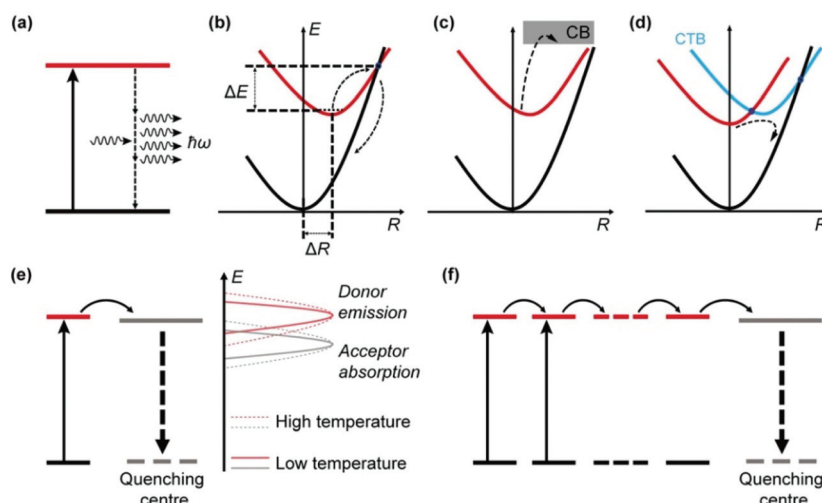 (a)
ħω
(b)
E
ΔE
ΔR
R
(c)
CB
R
(d)
CTB
R
(e)
Quenching
centre
E
Donor
emission
Acceptor
absorption
High temperature
Low temperature
(f)
Quenching
centre